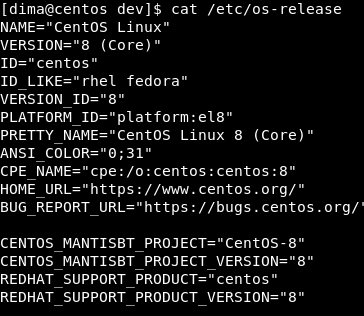 [dima@centos dev]$ cat /etc/os-release
NAME="CentOS Linux"
VERSION="8 (Core)"
ID="centos"
ID_LIKE="rhel fedora"
VERSION_ID="8"
PLATFORM_ID="platform:el8"
PRETTY_NAME="CentOS Linux 8 (Core)"
ANSI_COLOR="0;31"
CPE_NAME="cpe:/o:centos:centos:8"
HOME_URL="https://www.centos.org/"
BUG_REPORT_URL="https://bugs.centos.org/"
CENTOS_MANTISBT_PROJECT="CentOS-8"
CENTOS_MANTISBT_PROJECT_VERSION="8"
REDHAT_SUPPORT_PRODUCT="centos"
REDHAT_SUPPORT_PRODUCT_VERSION="8"